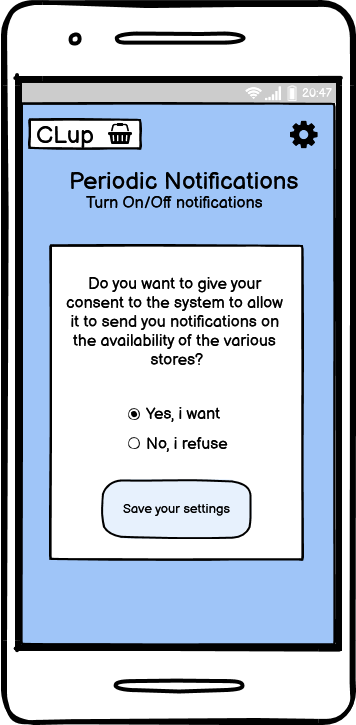 20:47
CLup
Periodic Notifications
Turn On/Off notifications
Do you want to give your
consent to the system to allow
it to send you notifications on
the availability of the various
stores?
Yes, i want
No, i refuse
Save your settings